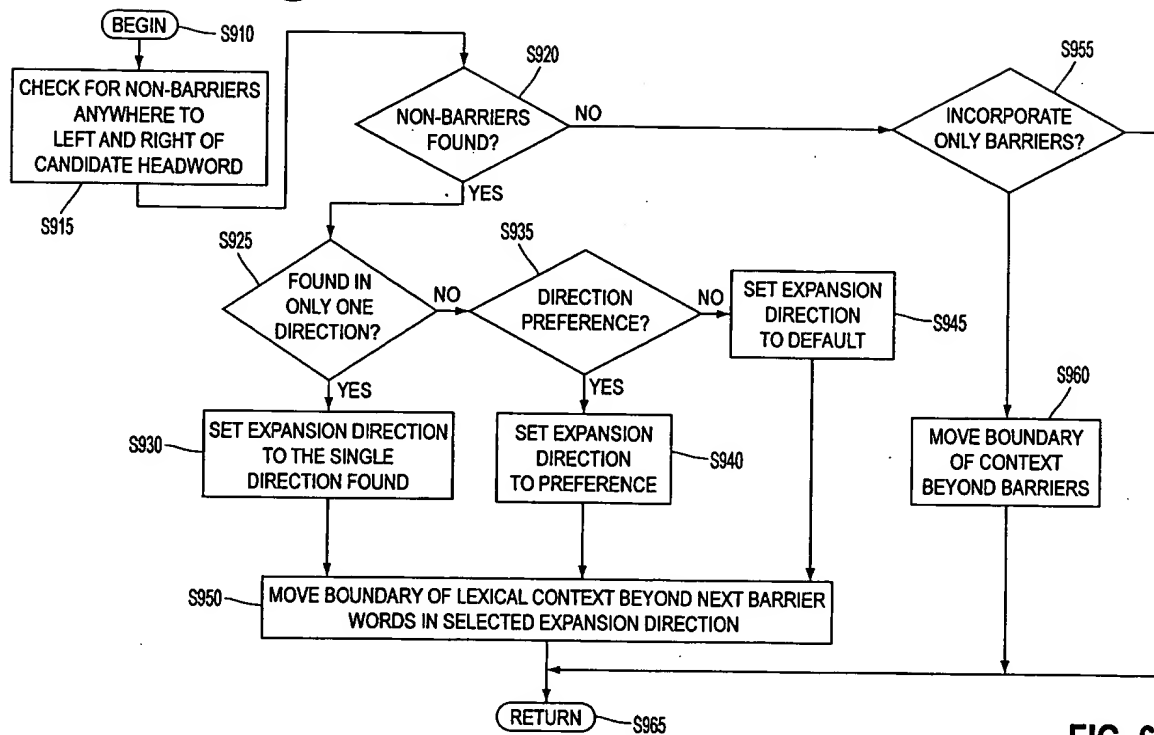 BEGIN
S910
CHECK FOR NON-BARRIERS
ANYWHERE TO
LEFT AND RIGHT OF
CANDIDATE HEADWORD
S915
S920
NON-BARRIERS
FOUND?
NO
YES
S955
INCORPORATE
ONLY BARRIERS?
S925
FOUND IN
ONLY ONE
DIRECTION?
NO
YES
S935
DIRECTION
PREFERENCE?
NO
YES
SET EXPANSION
DIRECTION
TO DEFAULT
S945
S930
SET EXPANSION DIRECTION
TO THE SINGLE
DIRECTION FOUND
SET EXPANSION
DIRECTION
TO PREFERENCE
S940
S960
MOVE BOUNDARY
OF CONTEXT
BEYOND BARRIERS
S950
MOVE BOUNDARY OF LEXICAL CONTEXT BEYOND NEXT BARRIER
WORDS IN SELECTED EXPANSION DIRECTION
RETURN
S965
FIG.